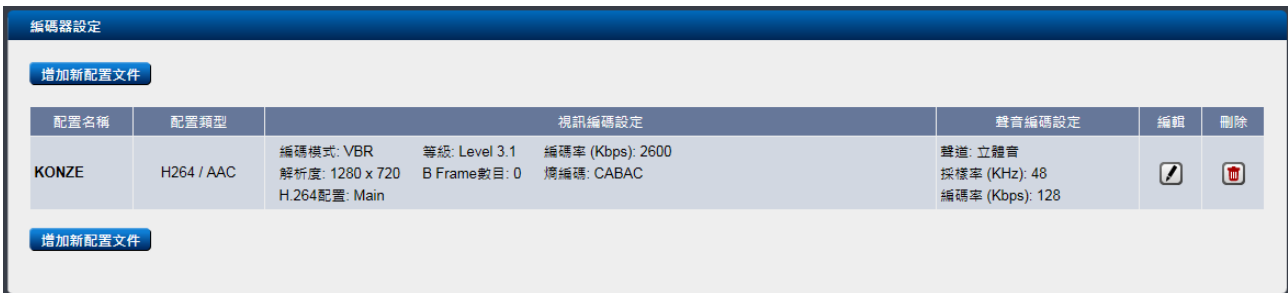 編碼器設定
增加新配置文件
配置名稱 配置類型 視訊編碼設定 聲音編碼設定 編輯 刪除
KONZE H264 / AAC
編碼模式: VBR 等級: Level 3.1 編碼率 (Kbps): 2600
解析度: 1280 x 720 B Frame數目: 0 熵編碼: CABAC
H.264配置: Main
聲道: 立體音
採樣率 (KHz): 48
編碼率 (Kbps): 128
增加新配置文件